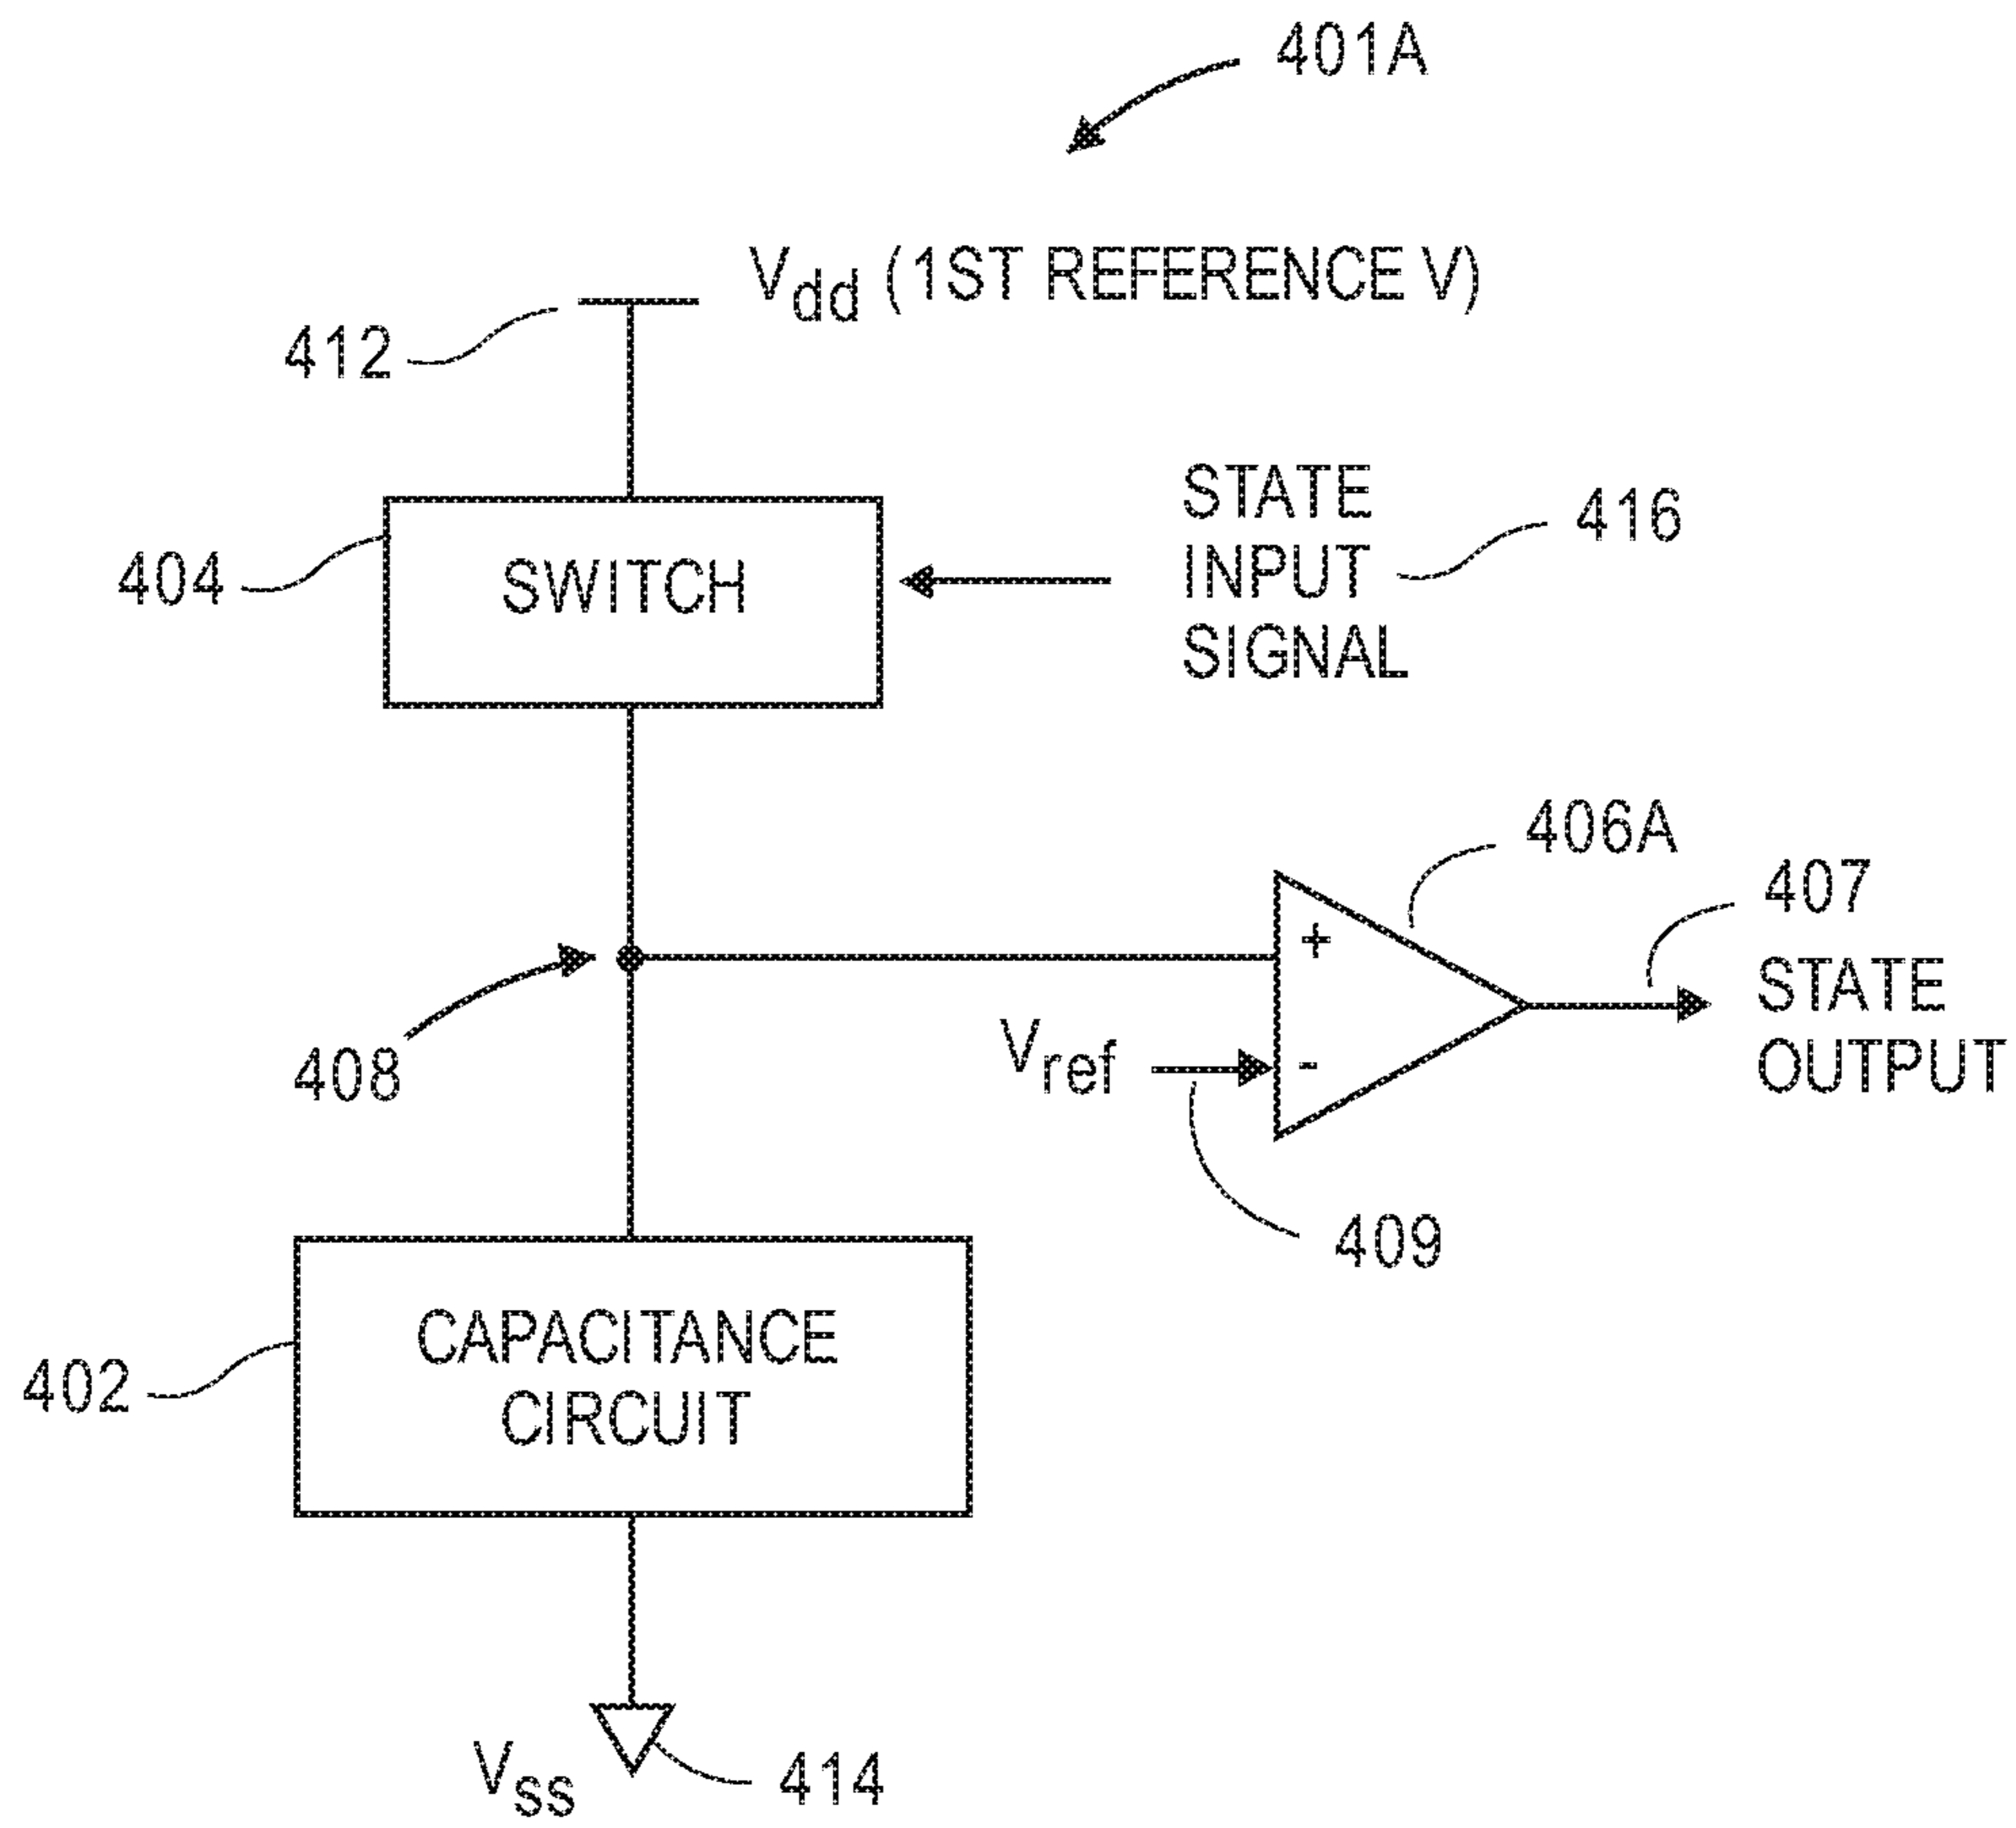 401A
Vdd (1ST REFERENCE V)
412
STATE
INPUT
SIGNAL
416
404
SWITCH
406A
407
STATE
OUTPUT
+
-
408
Vref
409
CAPACITANCE
CIRCUIT
402
Vss
414